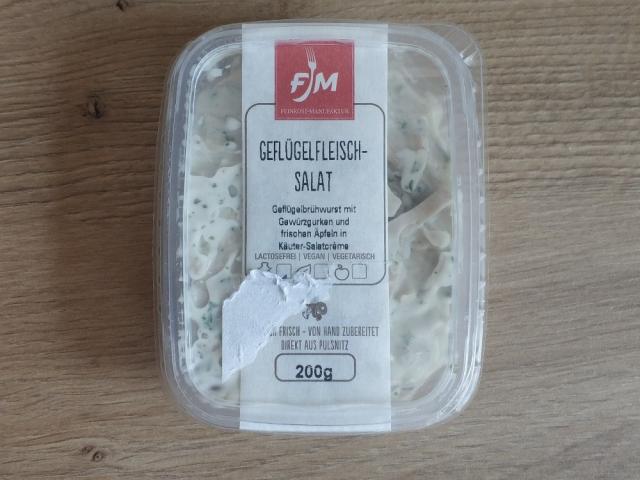 FJM
FEINKOST-MANUFAKTUR
GEFLÜGELFLEISCH-
SALAT
Geflügelbrühwurst mit
Gewürzgurken und
frischen Äpfeln in
Käuter-Salatcrème
LACTOSEFREI | VEGAN | VEGETARISCH
FRISCH - VON HAND ZUBEREITET
DIREKT AUS PULSNITZ
200g